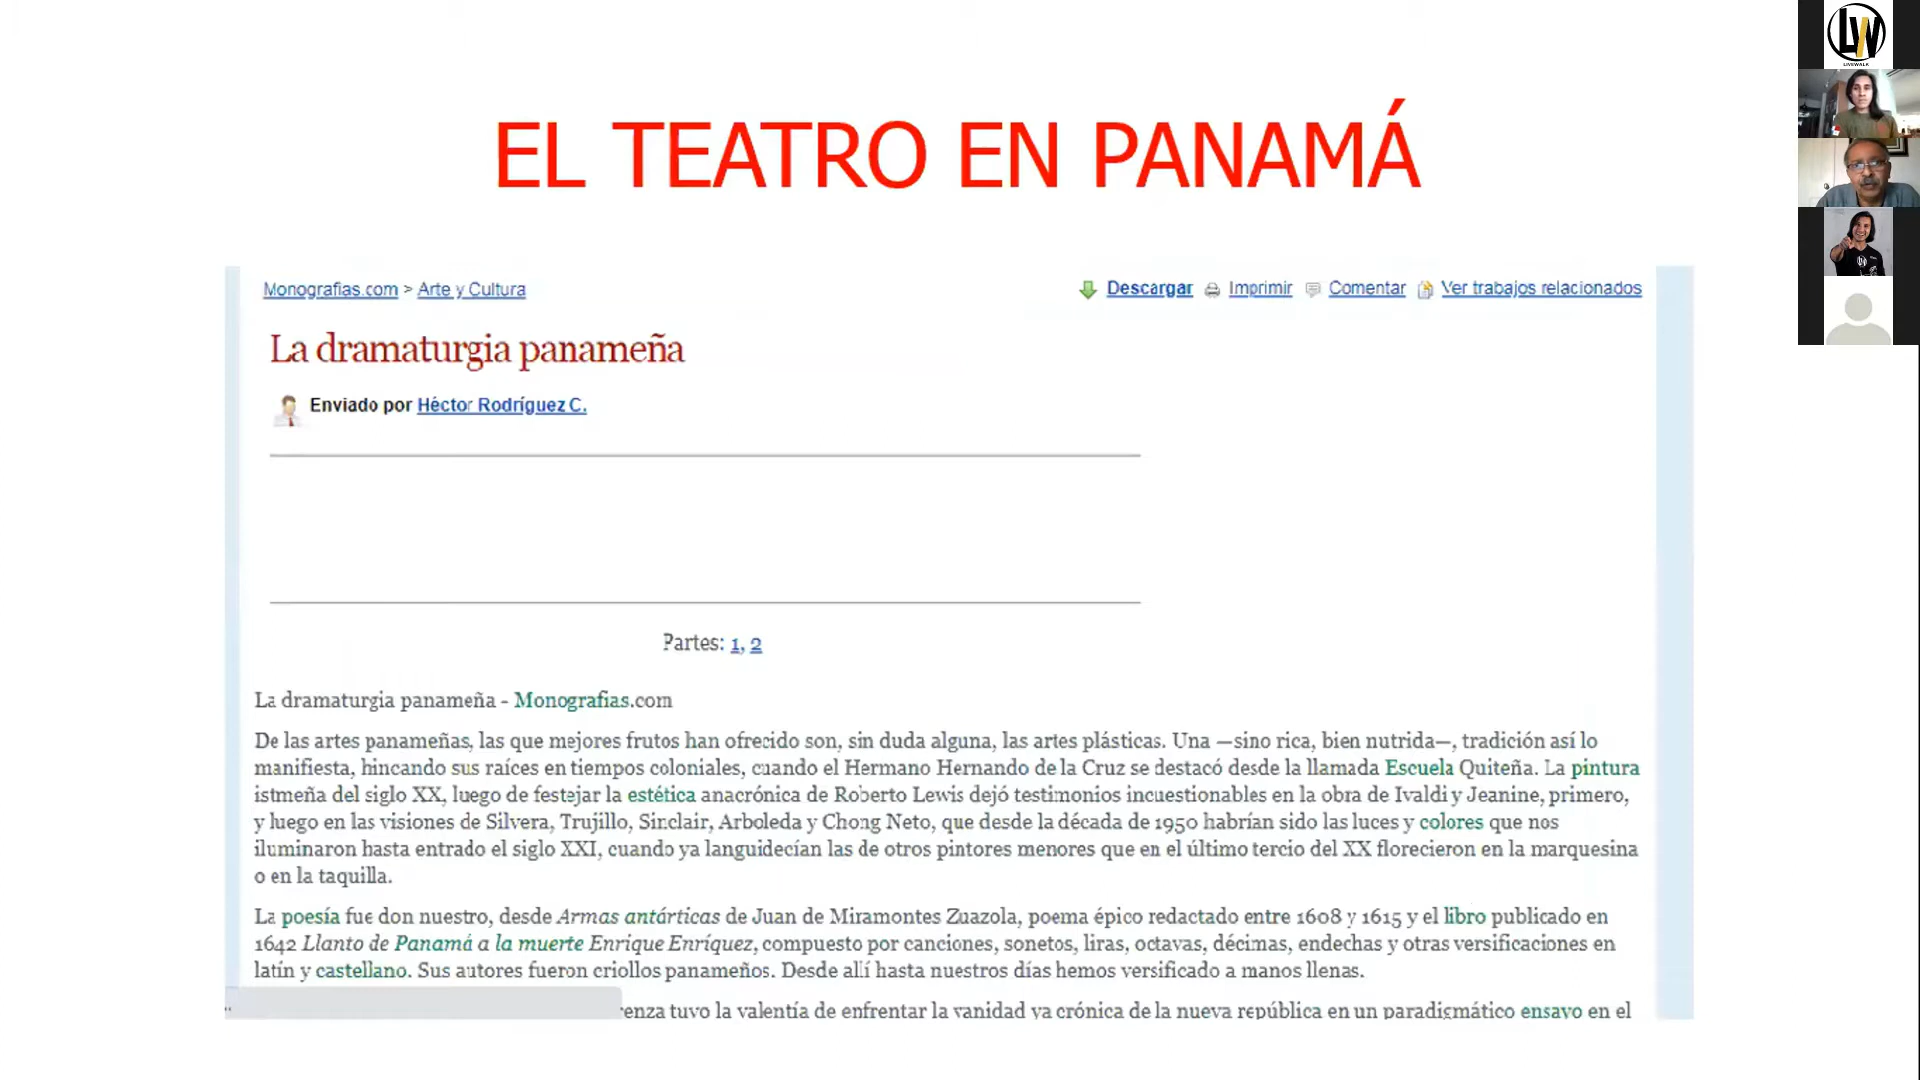 EL TEATRO EN PANAMÁ
LW
LIVEWALK
Monografias.com > Arte y Cultura
Descargar Imprimir Comentar Ver trabajos relacionados
La dramaturgia panameña
Enviado por Héctor Rodríguez C.
Partes: 1, 2
La dramaturgia panameña - Monografias.com
De las artes panameñas, las que mejores frutos han ofrecido son, sin duda alguna, las artes plásticas. Una —sino rica, bien nutrida—, tradición así lo
manifiesta, hincando sus raíces en tiempos coloniales, cuando el Hermano Hernando de la Cruz se destacó desde la llamada Escuela Quiteña. La pintura
istmeña del siglo XX, luego de festejar la estética anacrónica de Roberto Lewis dejó testimonios incuestionables en la obra de Ivaldi y Jeanine, primero,
y luego en las visiones de Silvera, Trujillo, Sinclair, Arboleda y Chong Neto, que desde la década de 1950 habrían sido las luces y colores que nos
iluminaron hasta entrado el siglo XXI, cuando ya languidecían las de otros pintores menores que en el último tercio del XX florecieron en la marquesina
o en la taquilla.
La poesía fue don nuestro, desde Armas antárticas de Juan de Miramontes Zuazola, poema épico redactado entre 1608 y 1615 y el libro publicado en
1642 Llanto de Panamá a la muerte Enrique Enríquez, compuesto por canciones, sonetos, liras, octavas, décimas, endechas y otras versificaciones en
latín y castellano. Sus autores fueron criollos panameños. Desde allí hasta nuestros días hemos versificado a manos llenas.
tuvo la valentía de enfrentar la vanidad ya crónica de la nueva república en un paradigmático ensayo en el